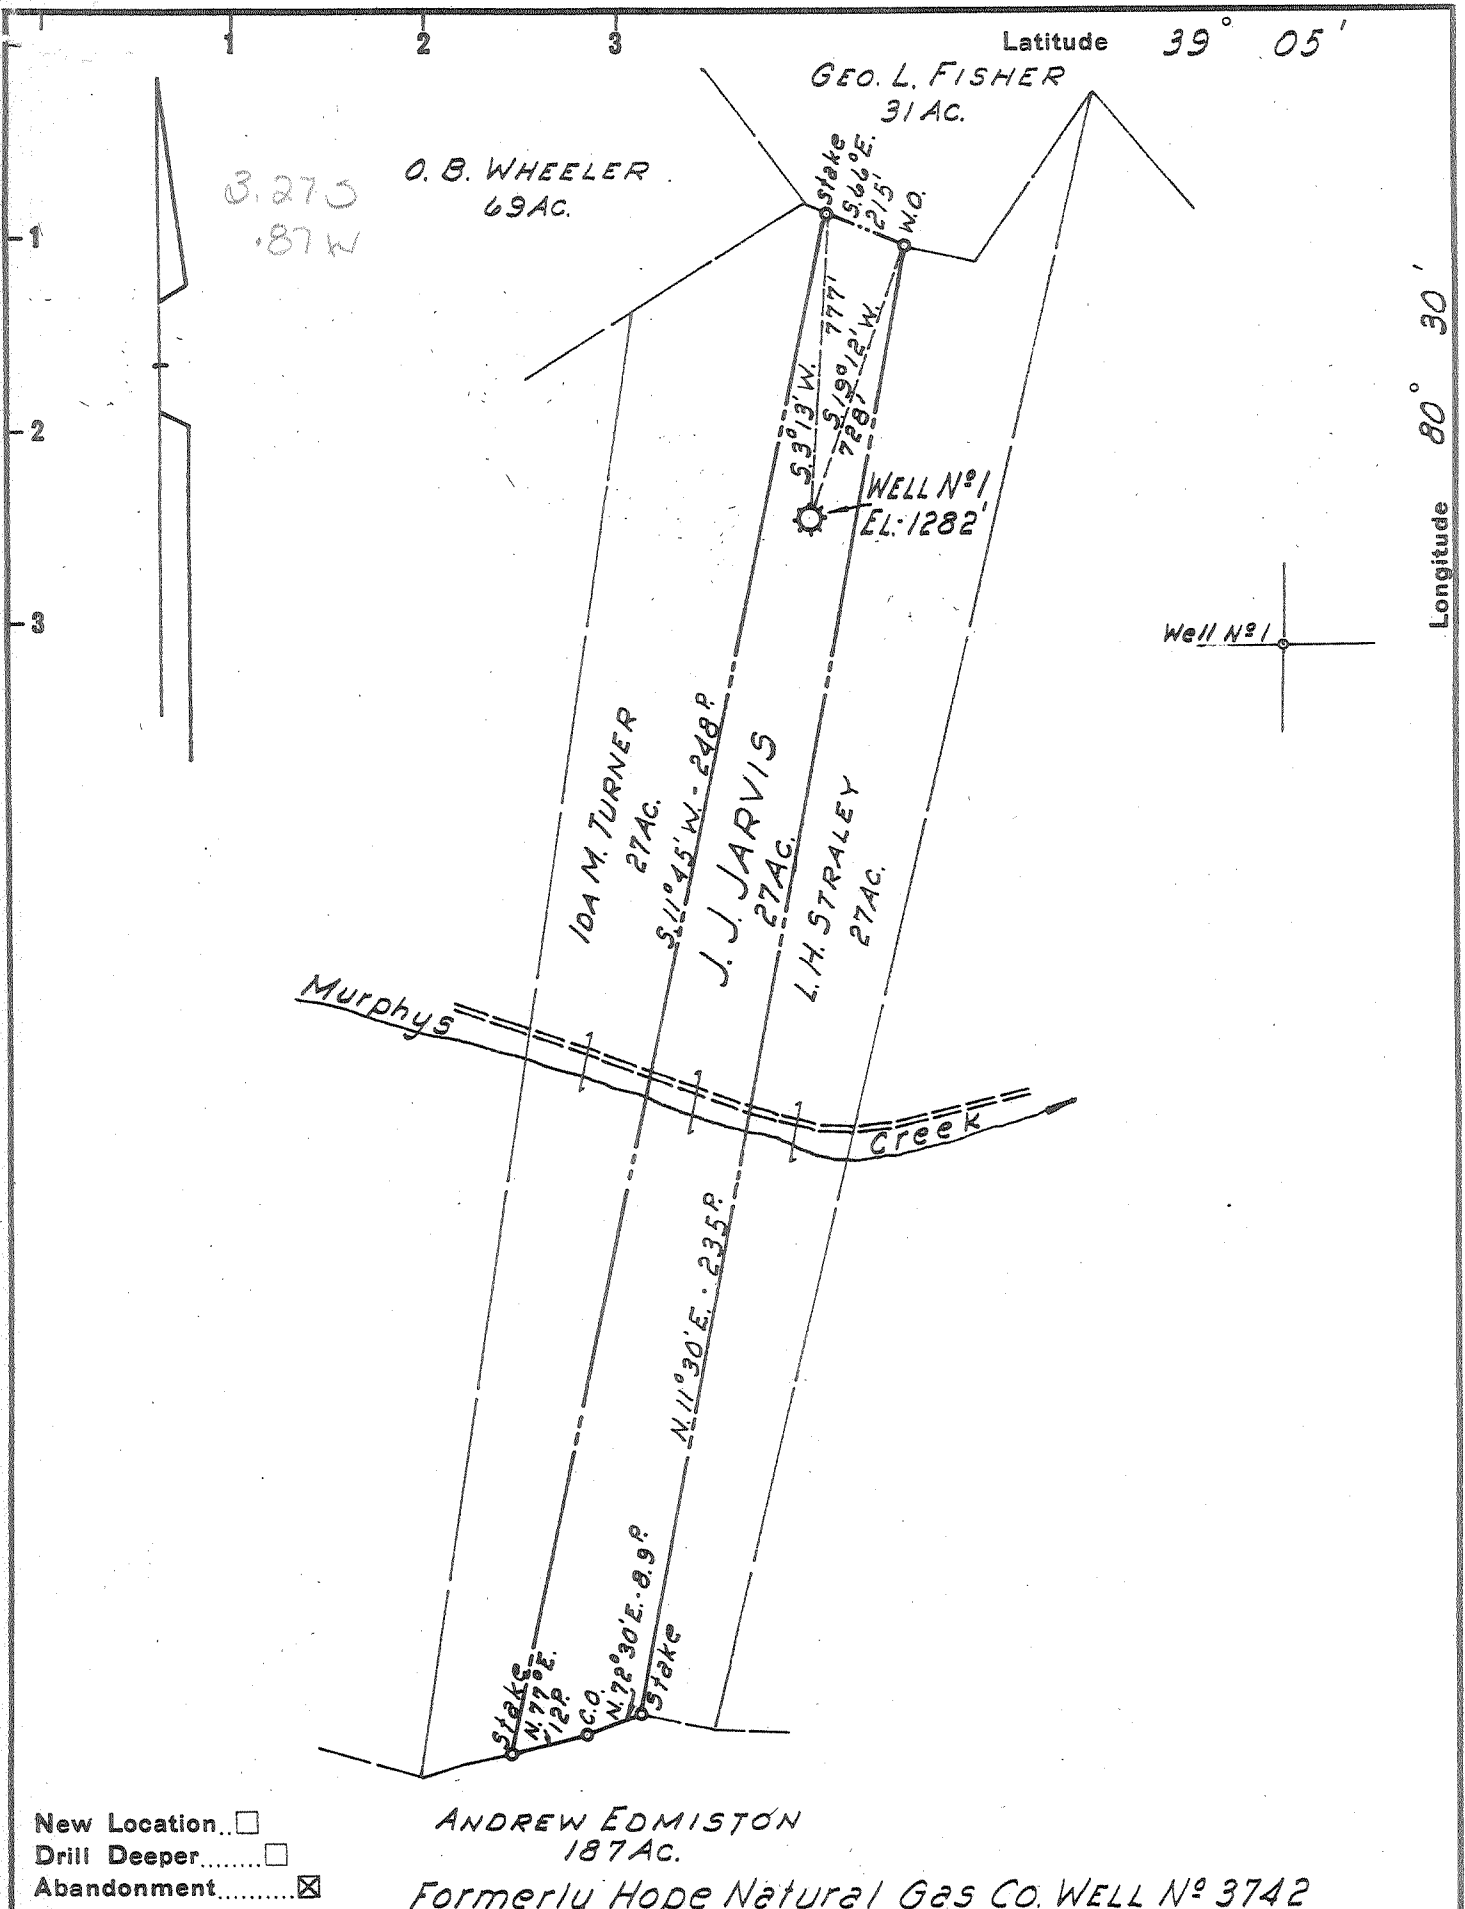 1
2
3
Latitude 39° 05'
GEO. L. FISHER
31 AC.
O. B. WHEELER
69 AC.
3.27 S
.87 W
Stake
S.66°E.
215'
W.O.
1
2
3
S.3°13' W. 777'
S.19°12' W.
728'
WELL Nº 1
EL.-1282'
Longitude 80° 30'
Well Nº 1
IDA M. TURNER
27 AC.
S.11°45' W. - 248 P.
J. J. JARVIS
27 AC.
L. H. STRALEY
27 AC.
Murphys Creek
N. 11°30' E. · 235 P.
Stake
N.77°E.
12P.
C.O.
N.72°30'E. · 8.9 P.
Stake
New Location..☐
Drill Deeper........☐
Abandonment..........☒
ANDREW EDMISTON
187 AC.
Formerly Hope Natural Gas Co. WELL Nº 3742